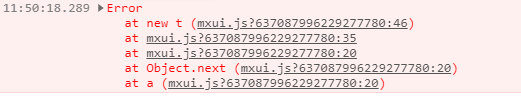 11:50:18.289 ▶Error
at new t (mxui.js?637087996229277780:46)
at mxui.js?637087996229277780:35
at mxui.js?637087996229277780:20
at Object.next (mxui.js?637087996229277780:20)
at a (mxui.js?637087996229277780:20)